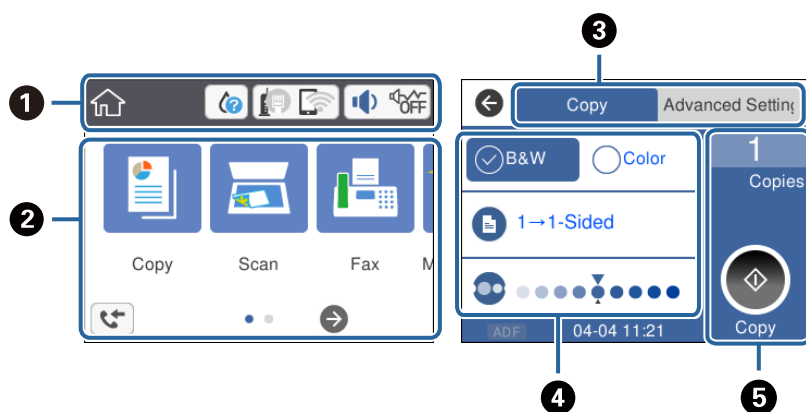 3
1
OFF
2
Copy
Scan
Fax
M
Copy
Advanced Setting
B&W
Color
1
Copies
1→1-Sided
ADF
04-04 11:21
Copy
4
5